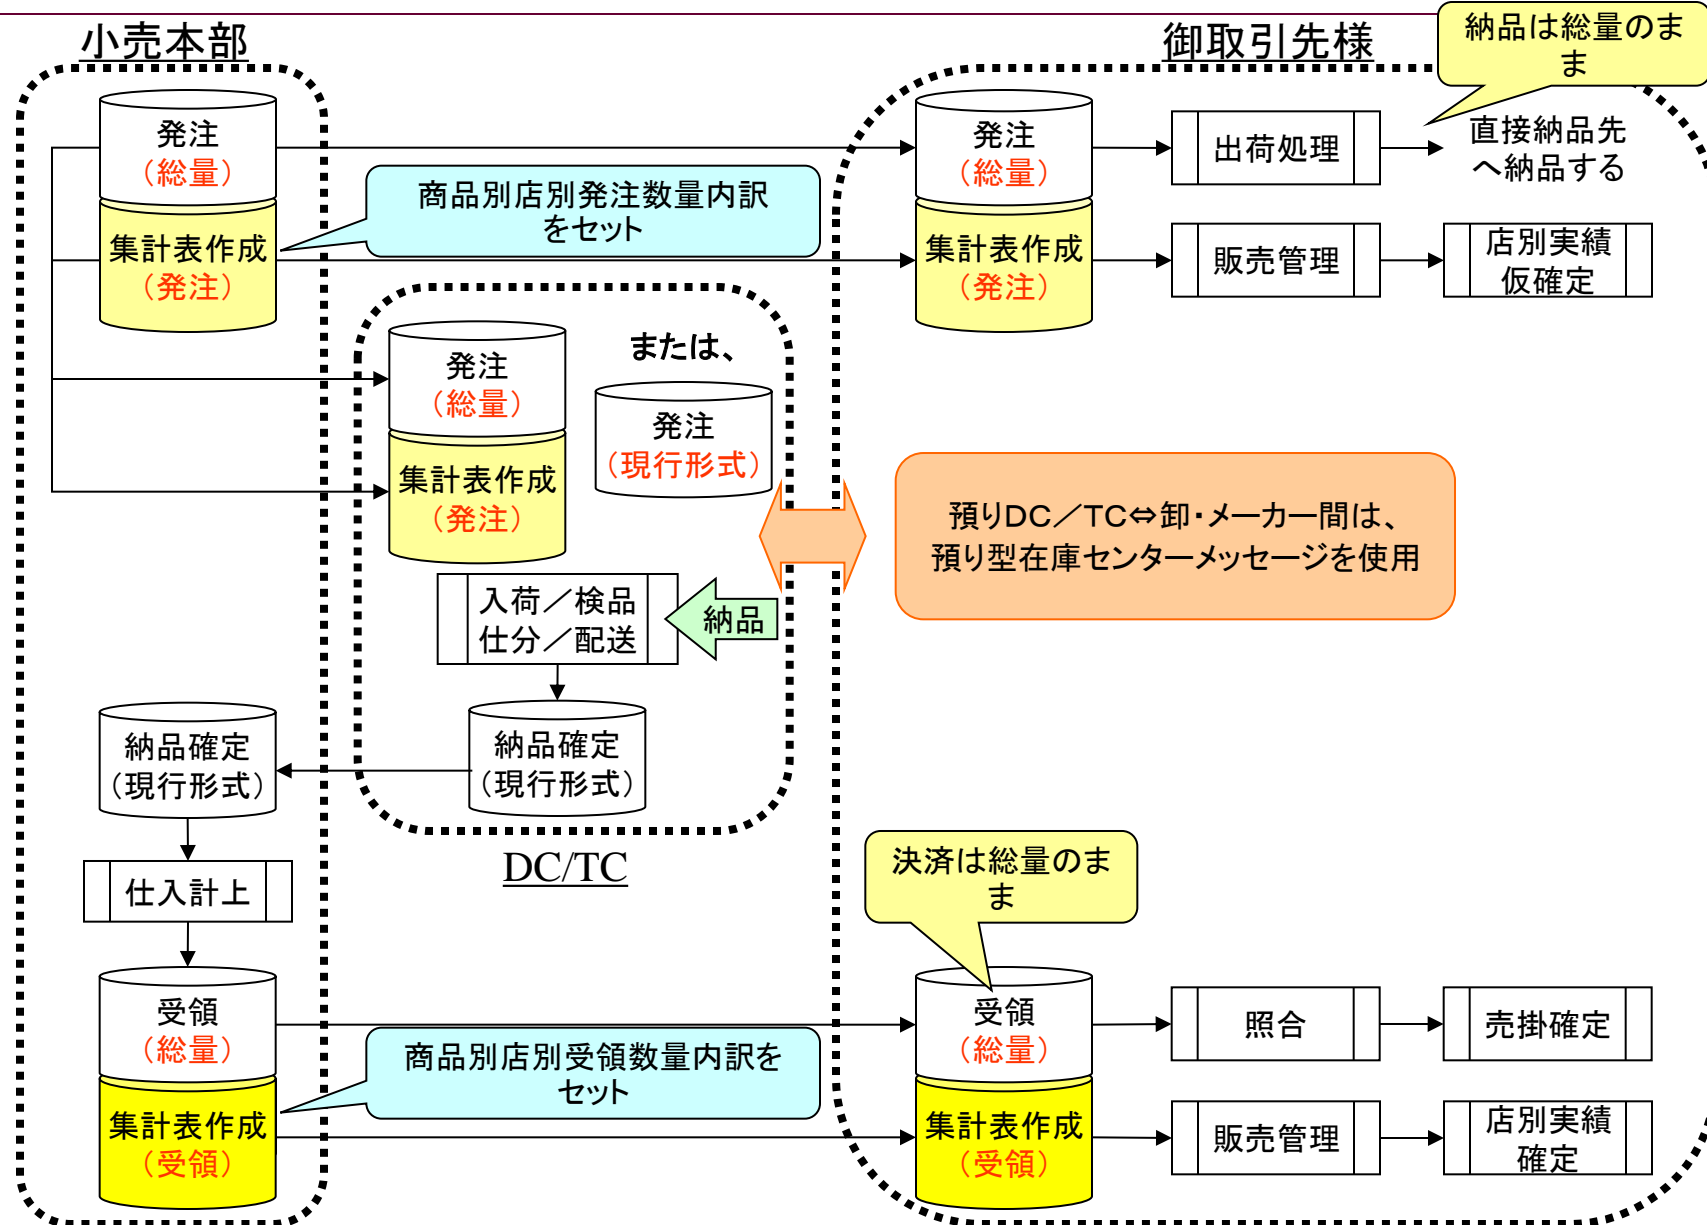 小売本部
御取引先様
納品は総量のま
ま
発注
（総量）
集計表作成
（発注）
商品別店別発注数量内訳
をセット
発注
（総量）
集計表作成
（発注）
出荷処理
直接納品先
へ納品する
販売管理
店別実績
仮確定
発注
（総量）
集計表作成
（発注）
または、
発注
（現行形式）
預りDC／TC⇔卸・メーカー間は、
預り型在庫センターメッセージを使用
入荷／検品
仕分／配送
納品
納品確定
（現行形式）
納品確定
（現行形式）
DC/TC
仕入計上
決済は総量のま
ま
受領
（総量）
集計表作成
（受領）
商品別店別受領数量内訳を
セット
受領
（総量）
集計表作成
（受領）
照合
売掛確定
販売管理
店別実績
確定